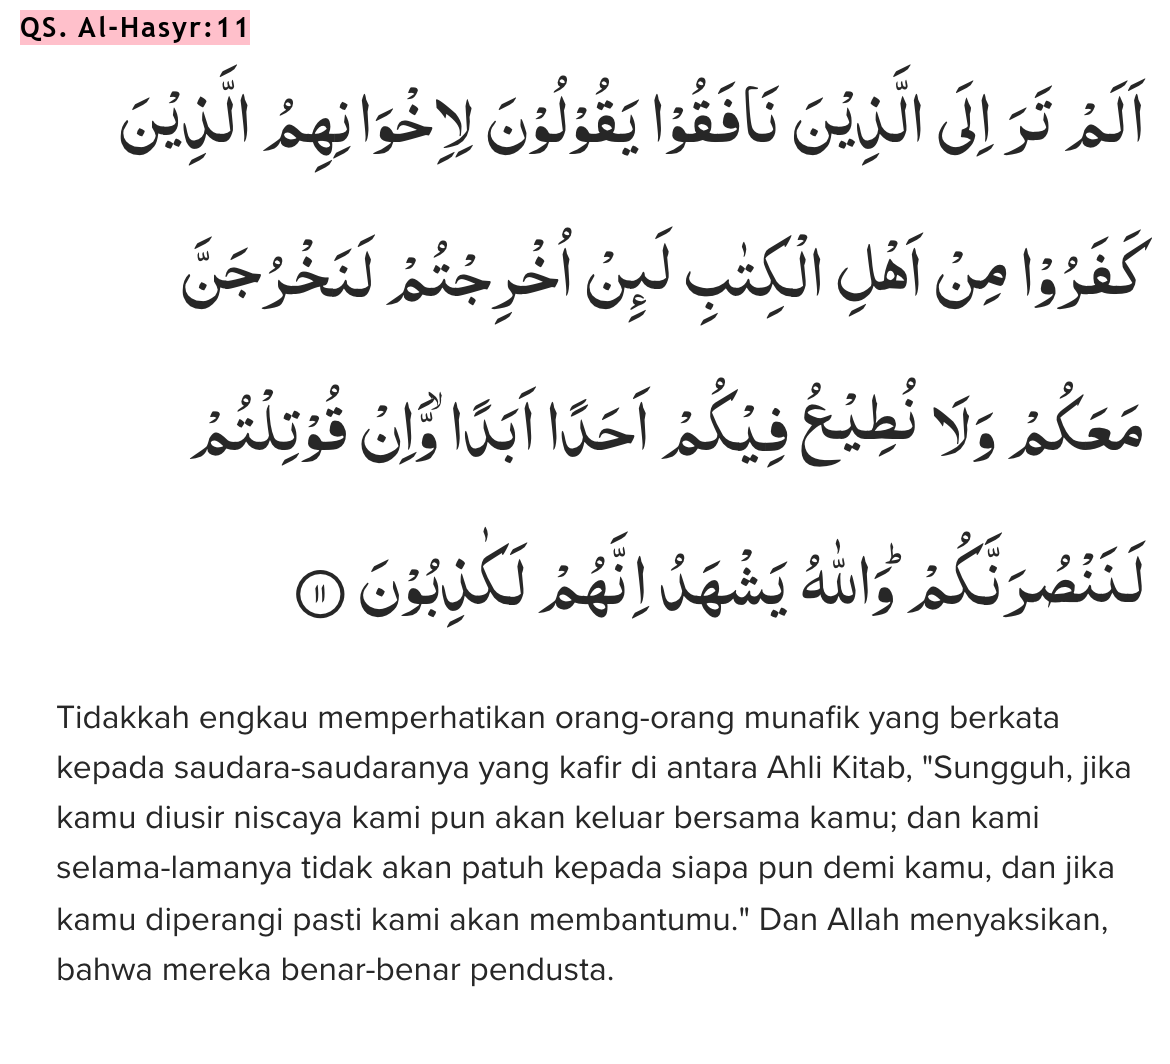 QS. Al-Hasyr:11
اَلَمْ تَرَ اِلَى الَّذِيْنَ نَافَقُوْا يَقُوْلُوْنَ لِاِخْوَانِهِمُ الَّذِيْنَ
كَفَرُوْا مِنْ اَهْلِ الْكِتٰبِ لَىِٕنْ اُخْرِجْتُمْ لَنَخْرُجَنَّ
مَعَكُمْ وَلَا نُطِيْعُ فِيْكُمْ اَحَدًا اَبَدًاۙ وَّاِنْ قُوْتِلْتُمْ
لَنَنْصُرَنَّكُمْۗ وَاللّٰهُ يَشْهَدُ اِنَّهُمْ لَكٰذِبُوْنَ ١١
Tidakkah engkau memperhatikan orang-orang munafik yang berkata
kepada saudara-saudaranya yang kafir di antara Ahli Kitab, "Sungguh, jika
kamu diusir niscaya kami pun akan keluar bersama kamu; dan kami
selama-lamanya tidak akan patuh kepada siapa pun demi kamu, dan jika
kamu diperangi pasti kami akan membantumu." Dan Allah menyaksikan,
bahwa mereka benar-benar pendusta.